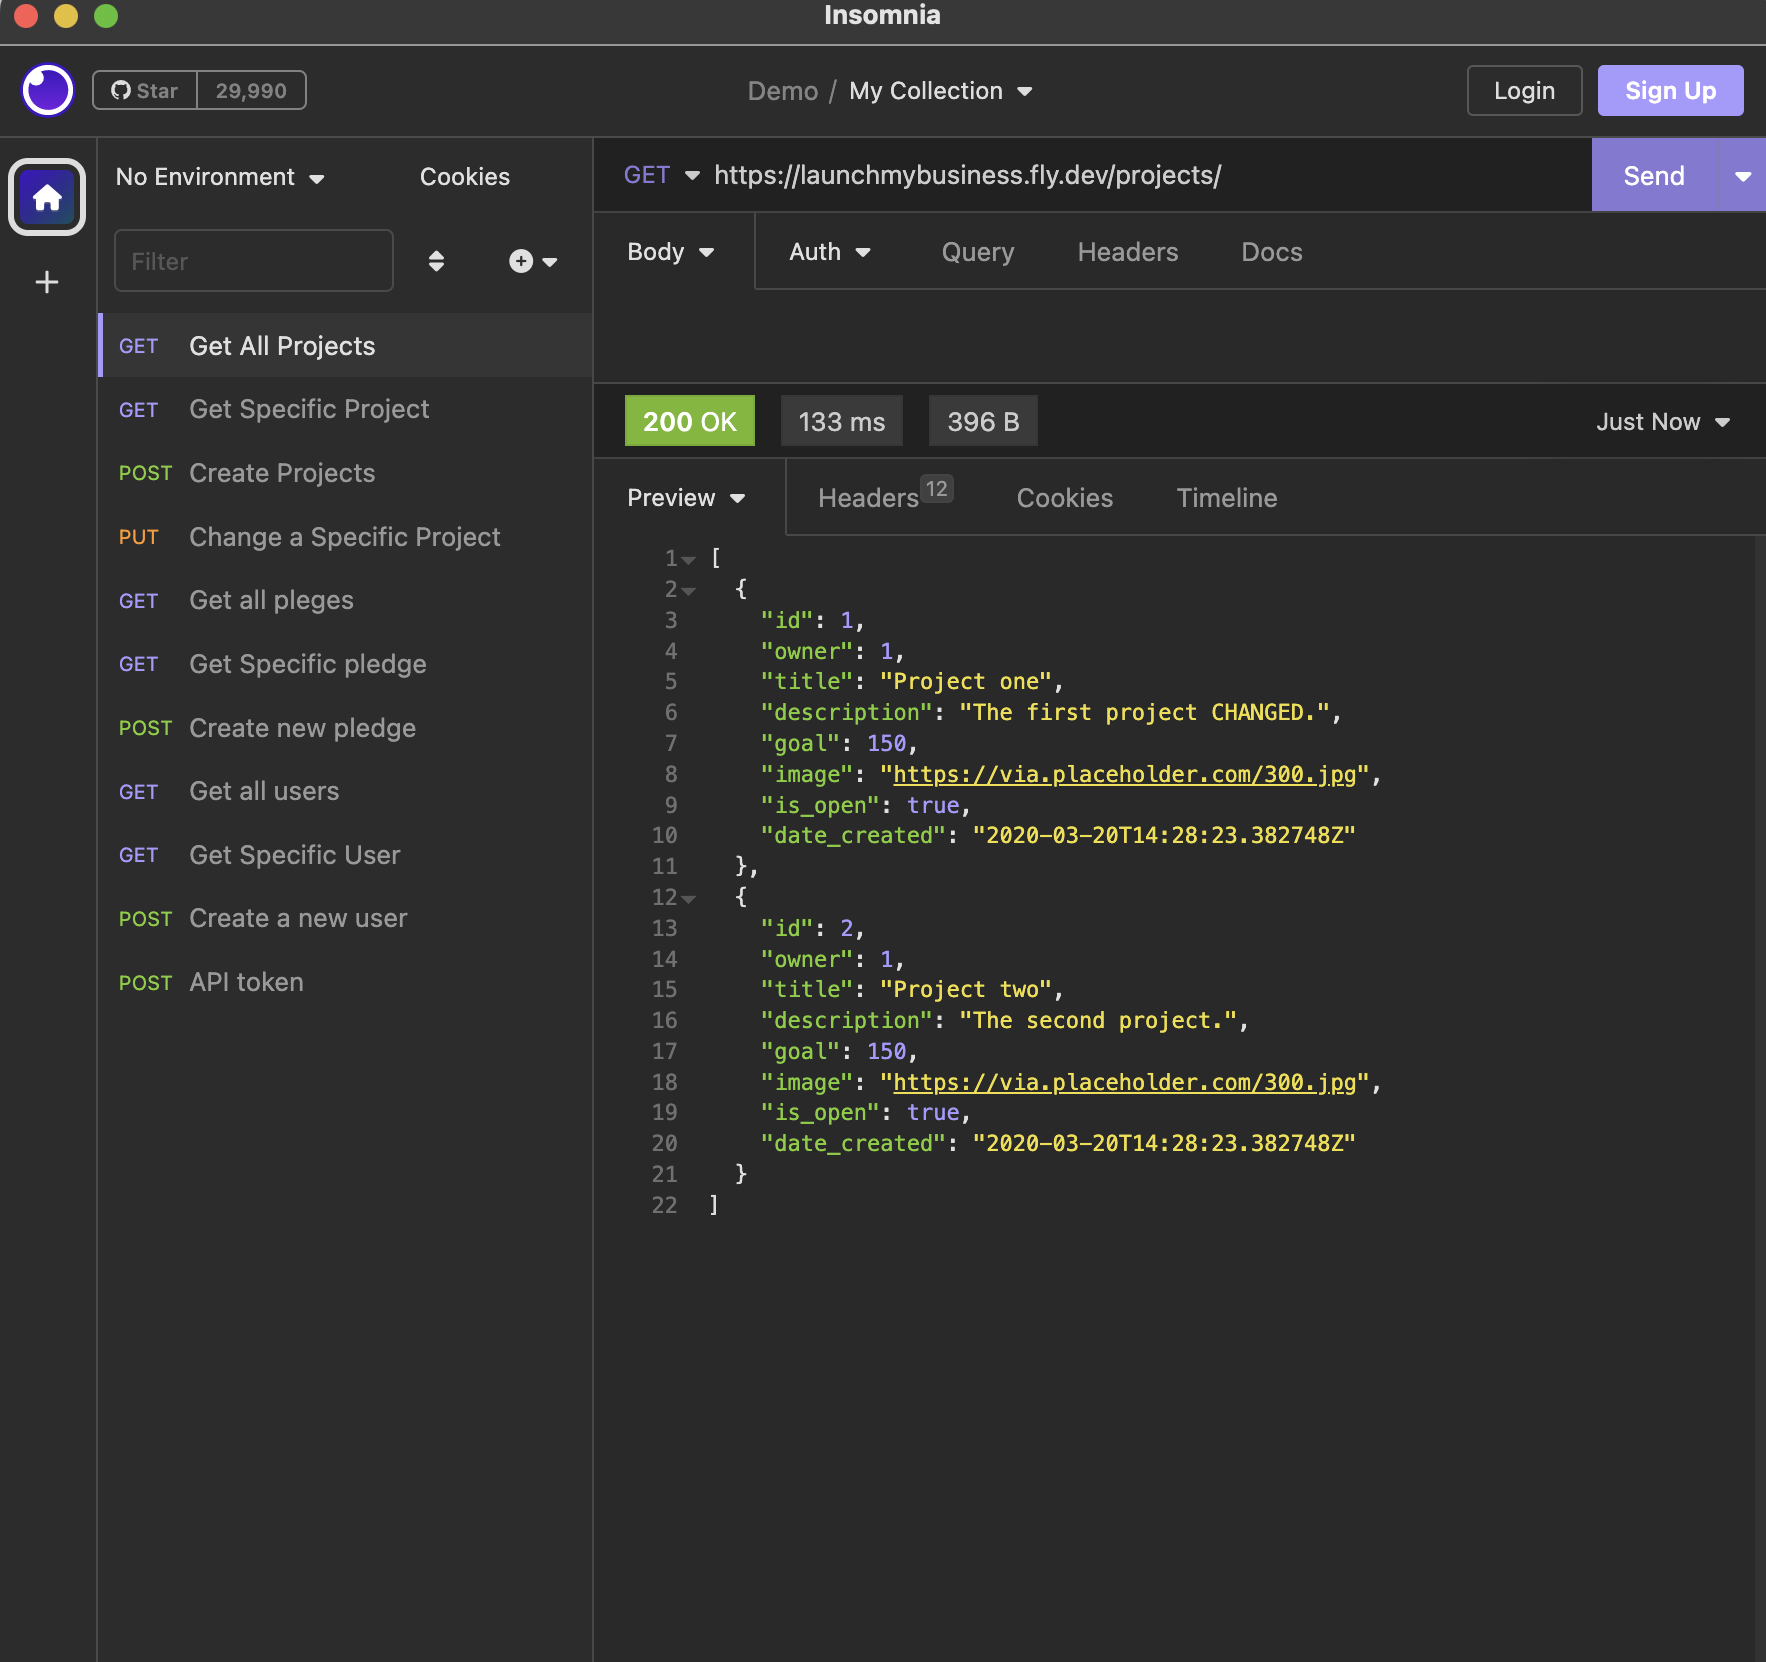 Insomnia
Star 29,990
Demo / My Collection
Login
Sign Up
No Environment
Cookies
Filter
GET Get All Projects
GET Get Specific Project
POST Create Projects
PUT Change a Specific Project
GET Get all pleges
GET Get Specific pledge
POST Create new pledge
GET Get all users
GET Get Specific User
POST Create a new user
POST API token
GET https://launchmybusiness.fly.dev/projects/
Send
Body Auth Query Headers Docs
200 OK 133 ms 396 B Just Now
Preview Headers 12 Cookies Timeline
1 [
2 {
3 "id": 1,
4 "owner": 1,
5 "title": "Project one",
6 "description": "The first project CHANGED.",
7 "goal": 150,
8 "image": "https://via.placeholder.com/300.jpg",
9 "is_open": true,
10 "date_created": "2020-03-20T14:28:23.382748Z"
11 },
12 {
13 "id": 2,
14 "owner": 1,
15 "title": "Project two",
16 "description": "The second project.",
17 "goal": 150,
18 "image": "https://via.placeholder.com/300.jpg",
19 "is_open": true,
20 "date_created": "2020-03-20T14:28:23.382748Z"
21 }
22 ]